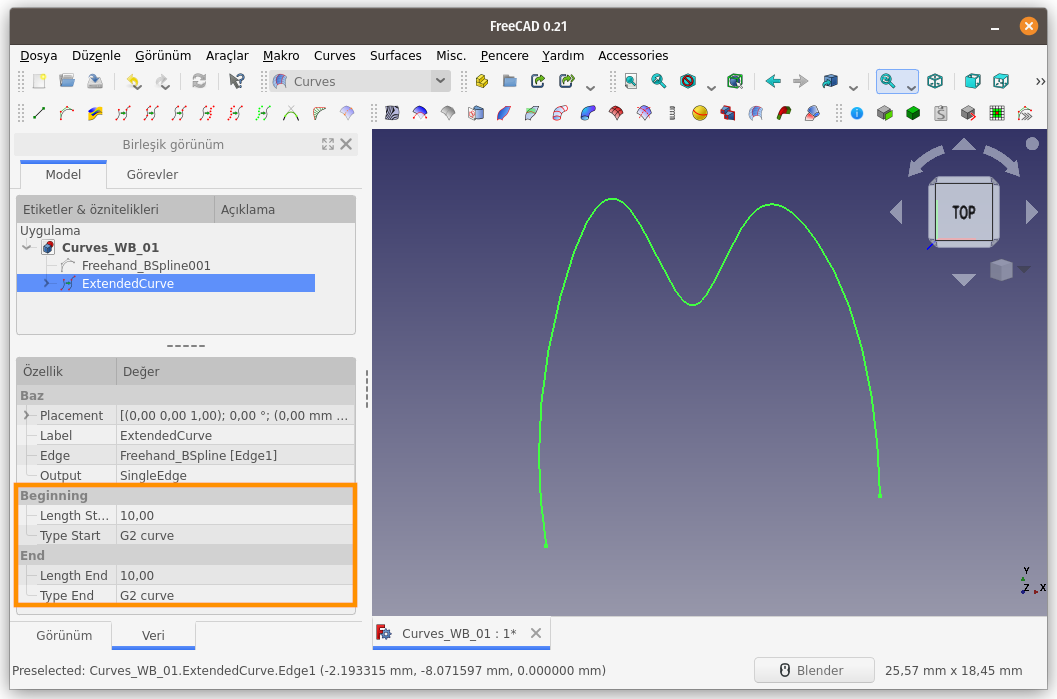 FreeCAD 0.21
Dosya Düzenle Görünüm Araçlar Makro Curves Surfaces Misc. Pencere Yardım Accessories
Curves
Birleşik görünüm
Model Görevler
Etiketler & öznitelikleri Açıklama
Uygulama
Curves_WB_01
Freehand_BSpline001
ExtendedCurve
Özellik Değer
Baz
Placement [(0,00 0,00 1,00); 0,00 °; (0,00 mm ...
Label ExtendedCurve
Edge Freehand_BSpline [Edge1]
Output SingleEdge
Beginning
Length St... 10,00
Type Start G2 curve
End
Length End 10,00
Type End G2 curve
Görünüm Veri
TOP
Y
Z X
Curves_WB_01 : 1*
Preselected: Curves_WB_01.ExtendedCurve.Edge1 (-2.193315 mm, -8.071597 mm, 0.000000 mm)
Blender 25,57 mm x 18,45 mm